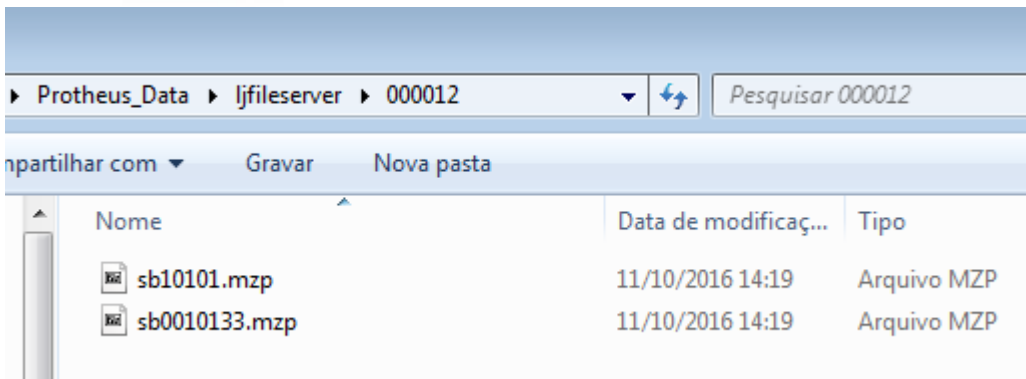 Protheus_Data ljfileserver 000012 Pesquisar 000012
npartilhar com Gravar Nova pasta
Nome Data de modificaç... Tipo
sb10101.mzp 11/10/2016 14:19 Arquivo MZP
sb0010133.mzp 11/10/2016 14:19 Arquivo MZP